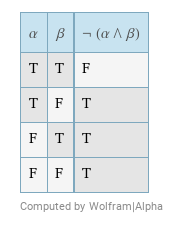 α β ¬ (α ∧ β)
T T F
T F T
F T T
F F T
Computed by Wolfram|Alpha